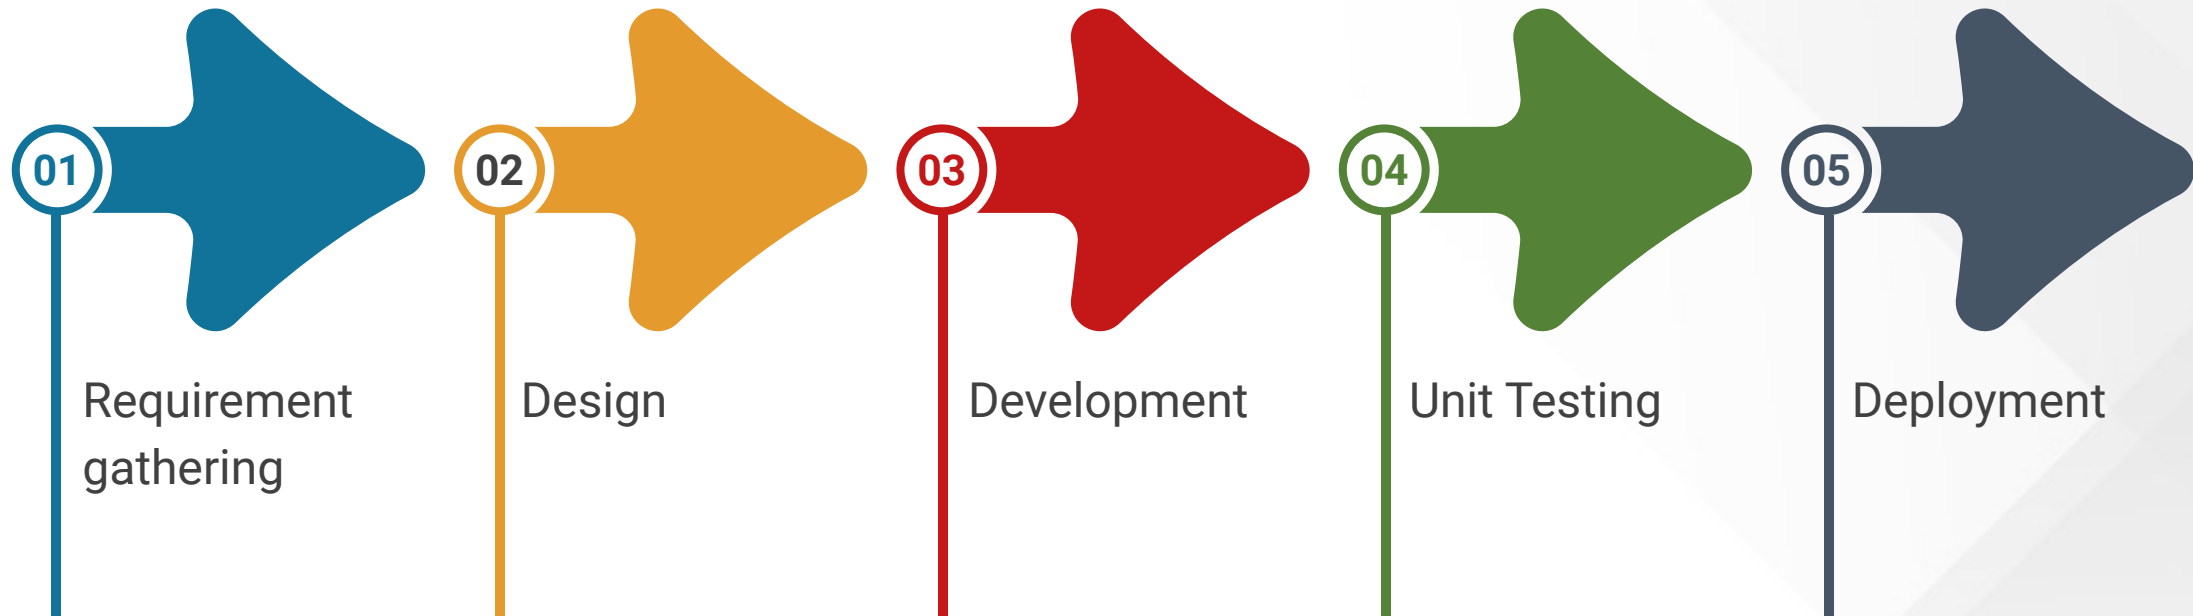 01
02
03
04
05
Requirement
gathering
Design
Development
Unit Testing
Deployment